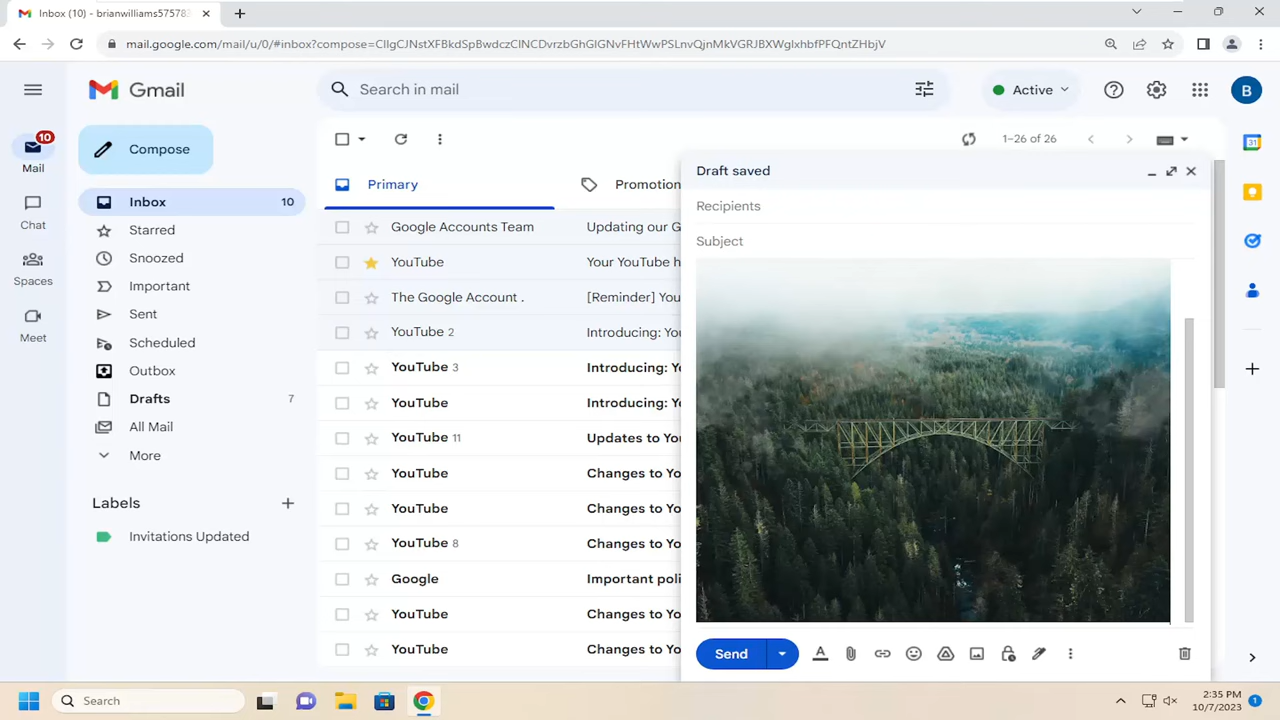 Inbox (10) - brianwilliams57578
mail.google.com/mail/u/0/#inbox?compose=
Gmail
Search in mail
Active
B
10
Mail
Chat
Spaces
Meet
Compose
Inbox 10
Starred
Snoozed
Important
Sent
Scheduled
Outbox
Drafts 7
All Mail
More
Labels
Invitations Updated
1–26 of 26
Primary
Promotion
Google Accounts Team Updating our G
YouTube Your YouTube h
The Google Account . [Reminder] You
YouTube 2 Introducing: You
YouTube 3 Introducing: Y
YouTube Introducing: Y
YouTube 11 Updates to Yo
YouTube Changes to Yo
YouTube Changes to Yo
YouTube 8 Changes to Yo
Google Important poli
YouTube Changes to Yo
YouTube Changes to Yo
Draft saved
Recipients
Subject
Send
31
Search
2:35 PM
10/7/2023
1